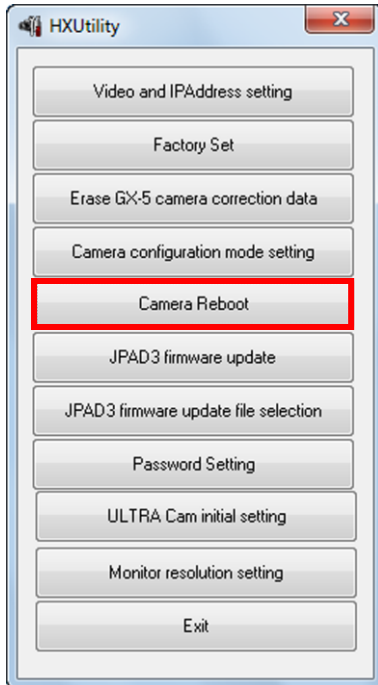 HXUtility
Video and IPAddress setting
Factory Set
Erase GX-5 camera correction data
Camera configuration mode setting
Camera Reboot
JPAD3 firmware update
JPAD3 firmware update file selection
Password Setting
ULTRA Cam initial setting
Monitor resolution setting
Exit